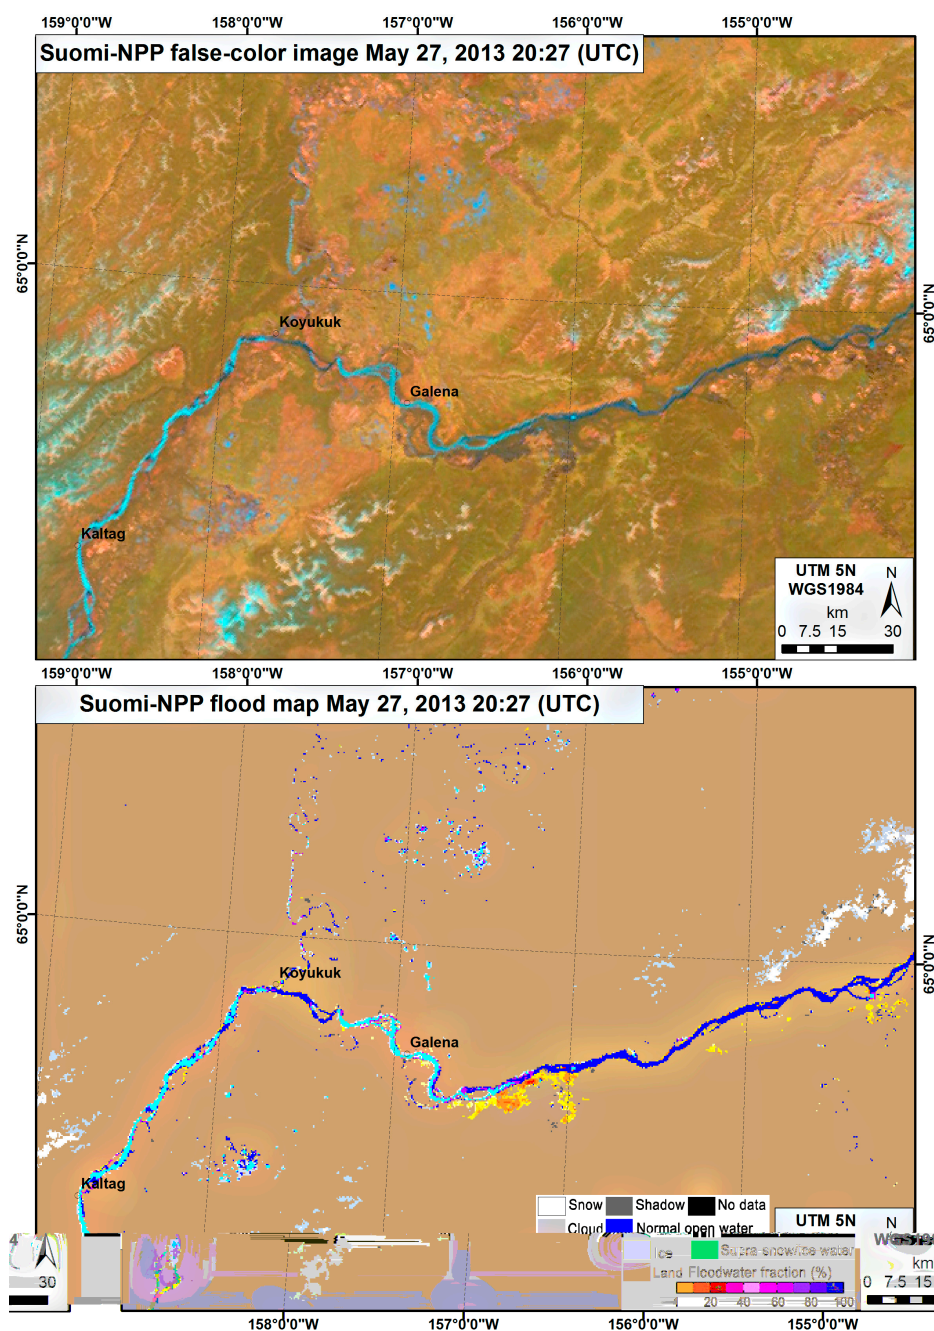 159°0'0"W 158°0'0"W 157°0'0"W 156°0'0"W 155°0'0"W
Suomi-NPP false-color image May 27, 2013 20:27 (UTC)
65°0'0"N
65°0'0"N
Koyukuk
Galena
Kaltag
UTM 5N
WGS1984
N
km
0 7.5 15 30
159°0'0"W 158°0'0"W 157°0'0"W 156°0'0"W 155°0'0"W
Suomi-NPP flood map May 27, 2013 20:27 (UTC)
65°0'0"N
65°0'0"N
Koyukuk
Galena
Kaltag
Snow Shadow No data
Cloud Normal open water
Ice Supra snow/ice water
Land Floodwater fraction (%)
20 40 60 80 100
UTM 5N
N
km
0 7.5 15
4
30
158°0'0"W 157°0'0"W 156°0'0"W 155°0'0"W